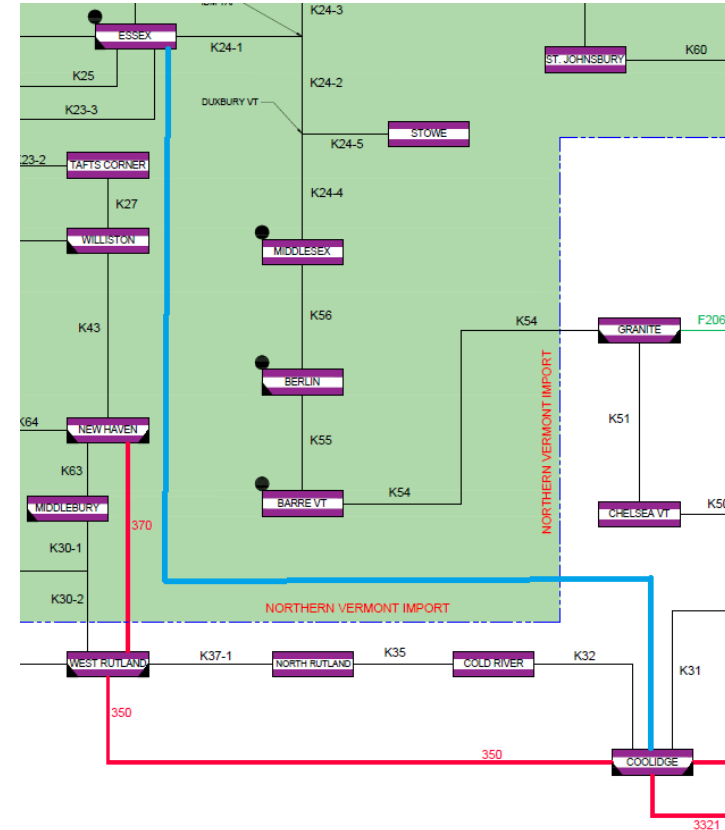 K24-3
ESSEX
K24-1
K60
ST. JOHNSBURY
K25
K24-2
DUXBURY VT
K23-3
STOWE
K24-5
23-2
TAFTS CORNER
K24-4
K27
WILLISTON
MIDDLESEX
K56
K54
GRANITE
F206
K43
BERLIN
NORTHERN VERMONT IMPORT
K64
NEW HAVEN
K51
K55
K63
K54
BARRE VT
MIDDLEBURY
370
CHELSEA VT
K50
K30-1
K30-2
NORTHERN VERMONT IMPORT
WEST RUTLAND
K37-1
NORTH RUTLAND
K35
COLD RIVER
K32
K31
350
350
COOLIDGE
3321